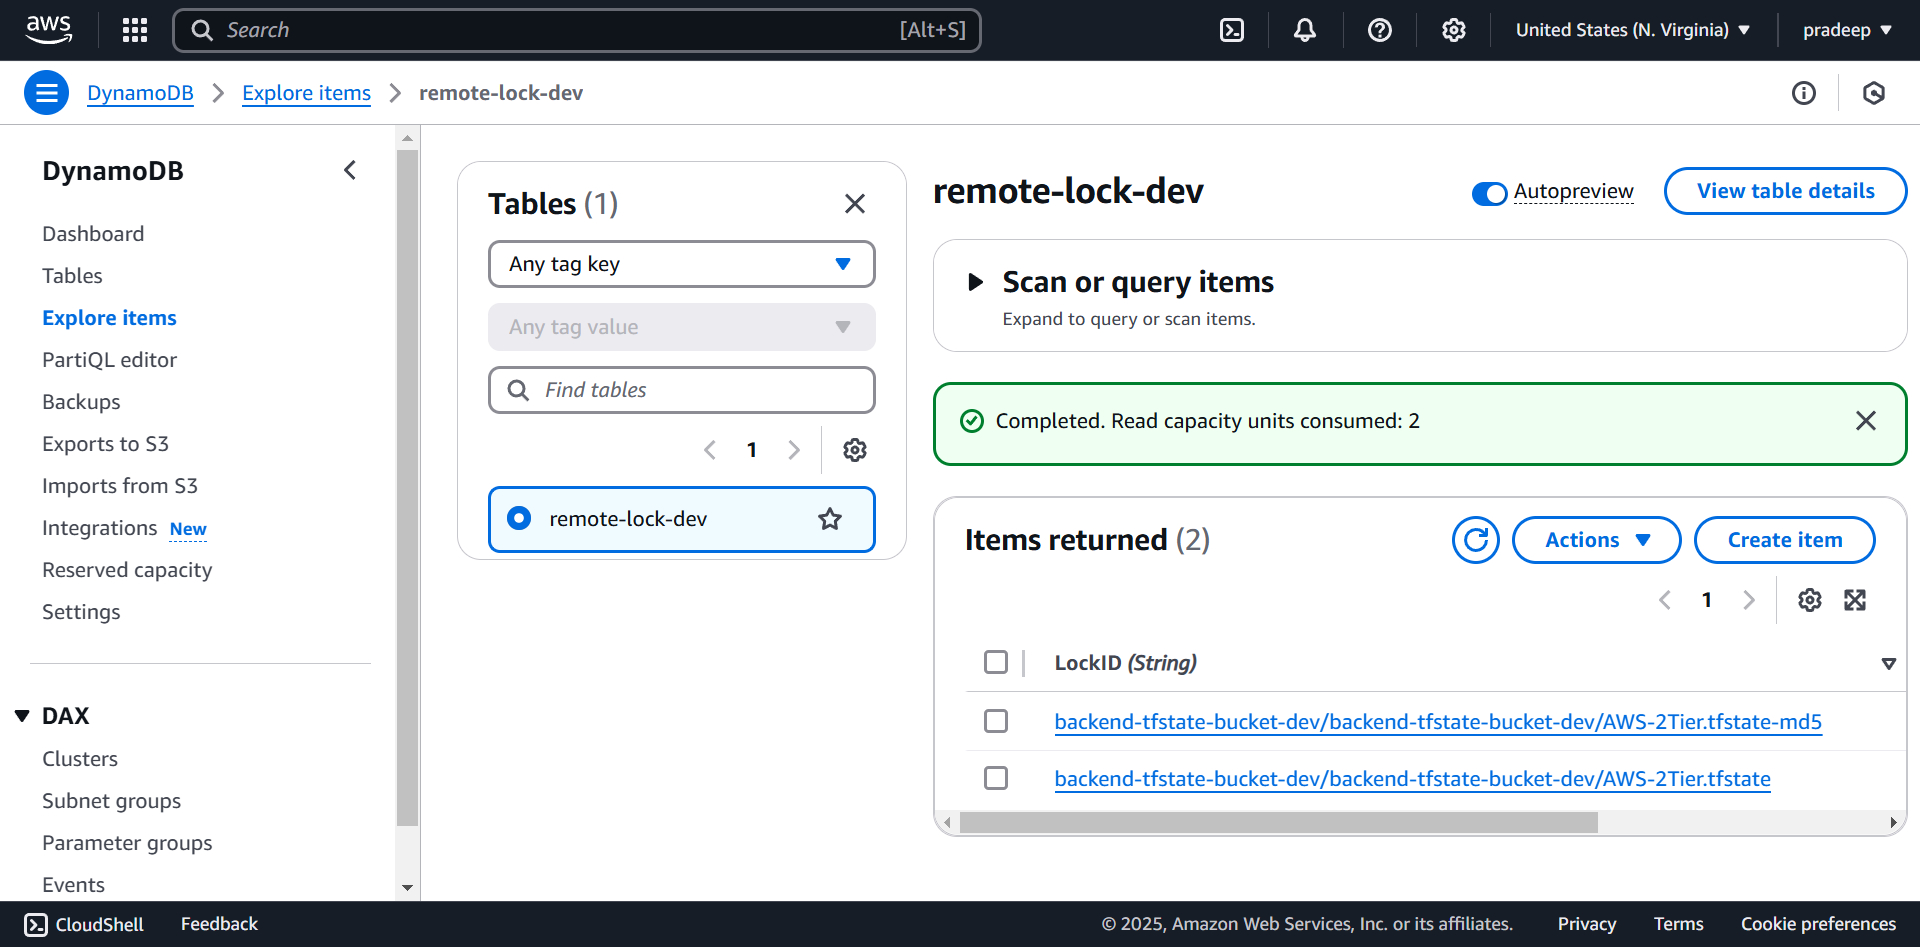 aws
Search [Alt+S]
United States (N. Virginia)
pradeep
DynamoDB
Explore items
remote-lock-dev
DynamoDB
Dashboard
Tables
Explore items
PartiQL editor
Backups
Exports to S3
Imports from S3
Integrations New
Reserved capacity
Settings
DAX
Clusters
Subnet groups
Parameter groups
Events
Tables (1)
Any tag key
Any tag value
Find tables
1
remote-lock-dev
remote-lock-dev
Autopreview
View table details
Scan or query items
Expand to query or scan items.
Completed. Read capacity units consumed: 2
Items returned (2)
Actions
Create item
1
LockID (String)
backend-tfstate-bucket-dev/backend-tfstate-bucket-dev/AWS-2Tier.tfstate-md5
backend-tfstate-bucket-dev/backend-tfstate-bucket-dev/AWS-2Tier.tfstate
CloudShell
Feedback
© 2025, Amazon Web Services, Inc. or its affiliates.
Privacy
Terms
Cookie preferences